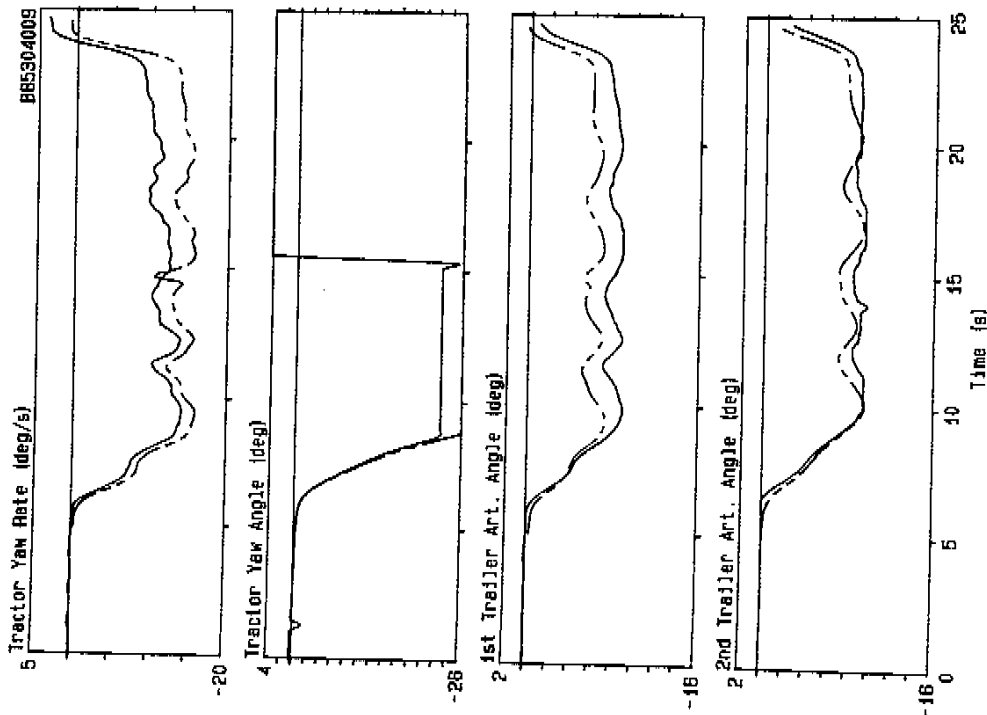 BB5304009
Tractor Yaw Rate (deg/s)
5
-20
Tractor Yaw Angle (deg)
4
-26
1st Trailer Art. Angle (deg)
2
-16
2nd Trailer Art. Angle (deg)
2
-16
0
5
10
15
20
25
Time (s)